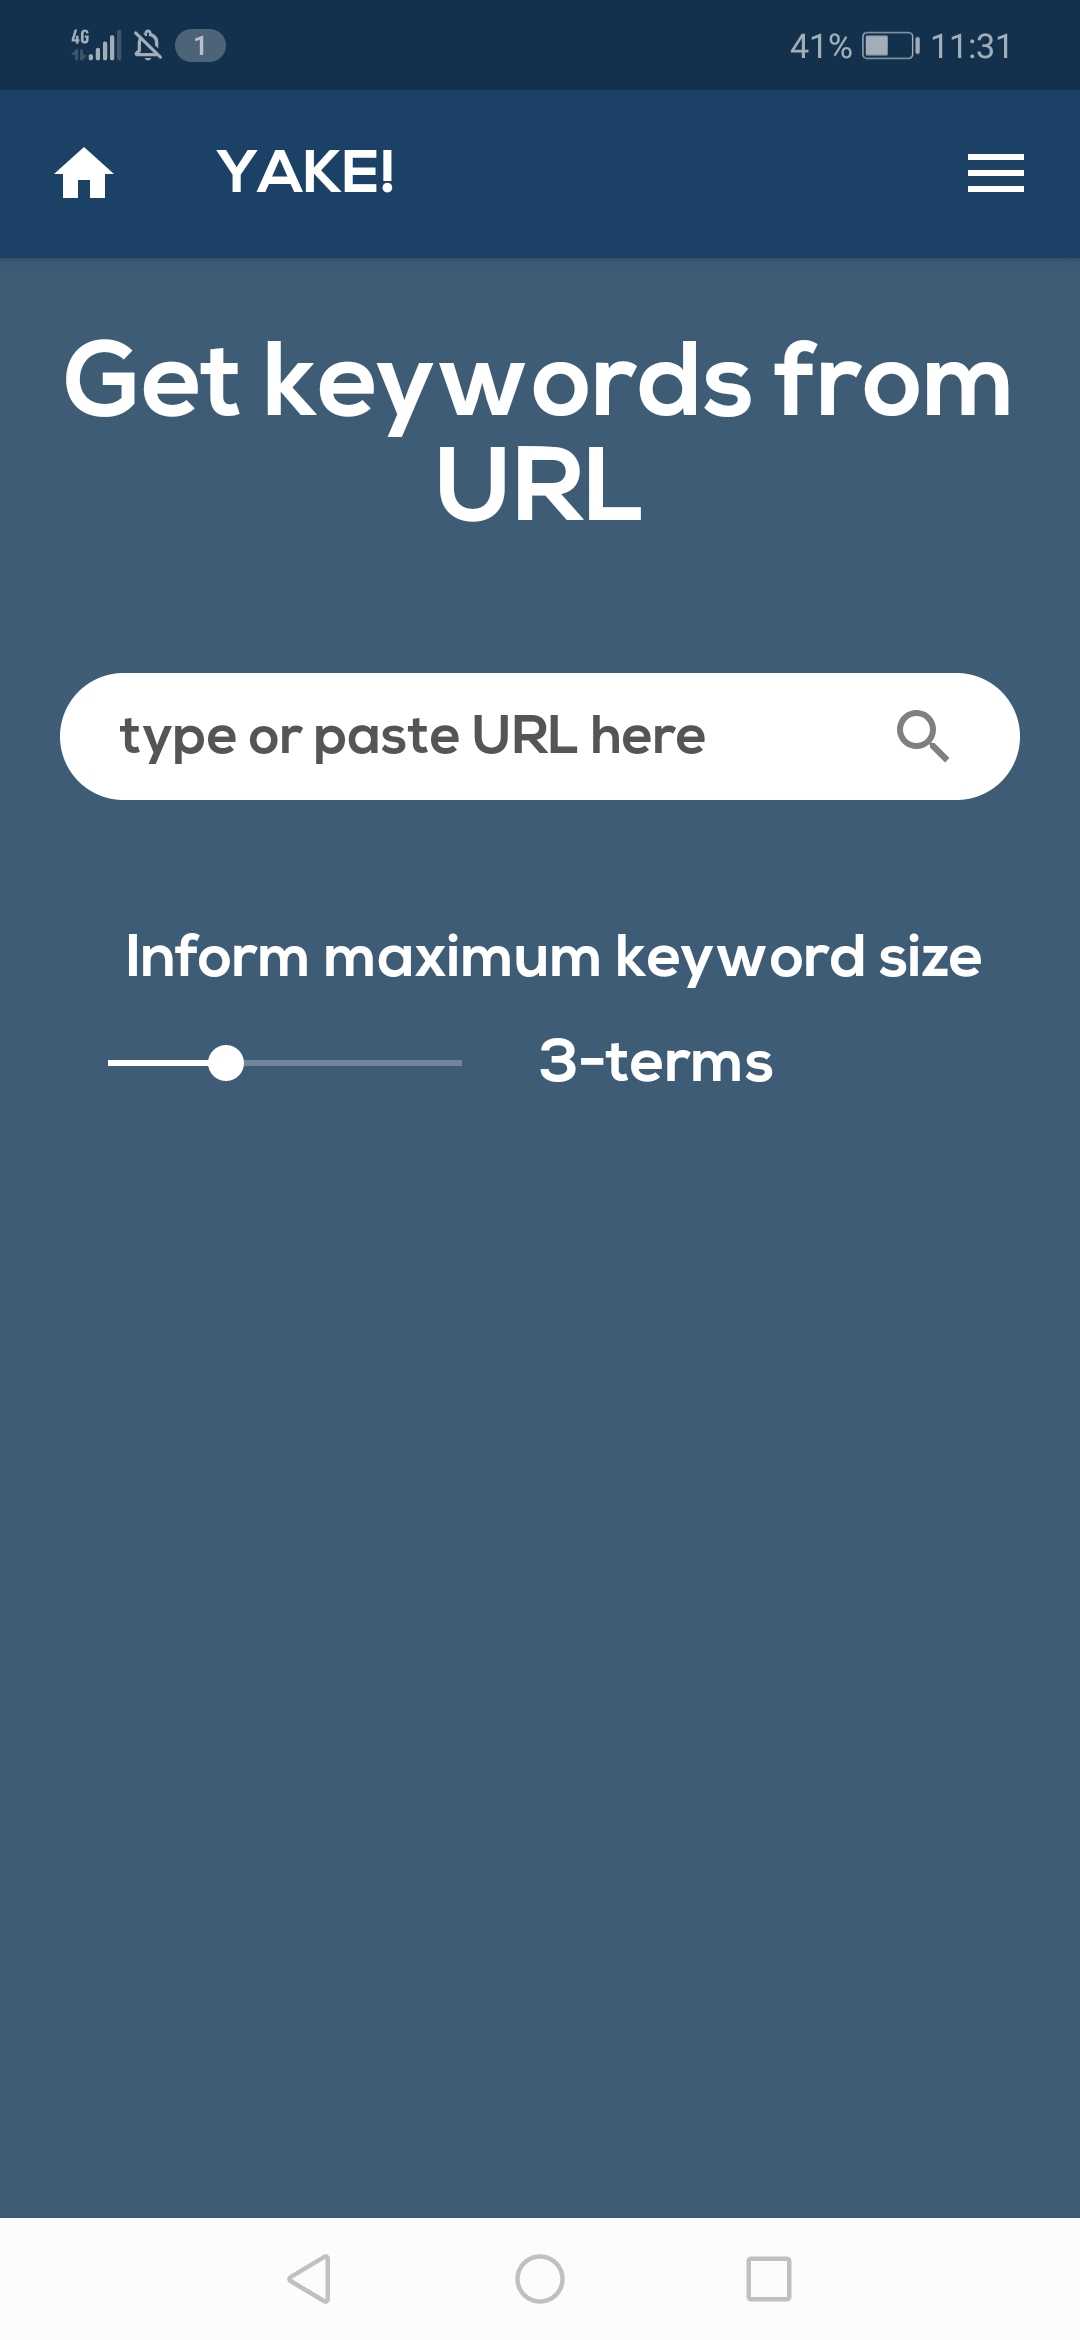 4G 1 41% 11:31
YAKE!
Get keywords from
URL
type or paste URL here
Inform maximum keyword size
3-terms